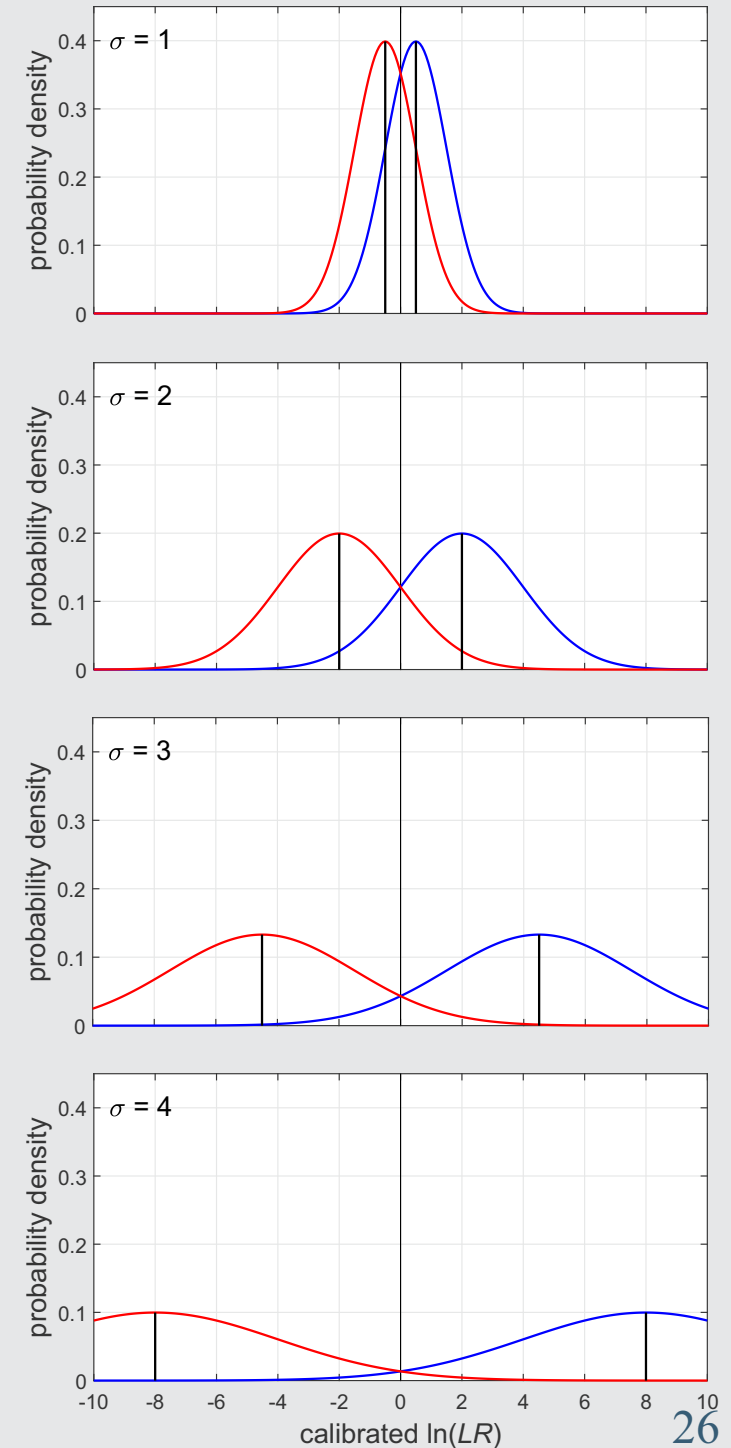 σ = 1
probability density
0.4
0.3
0.2
0.1
0
σ = 2
probability density
0.4
0.3
0.2
0.1
0
σ = 3
probability density
0.4
0.3
0.2
0.1
0
σ = 4
probability density
0.4
0.3
0.2
0.1
0
-10 -8 -6 -4 -2 0 2 4 6 8 10
calibrated ln(LR)
26